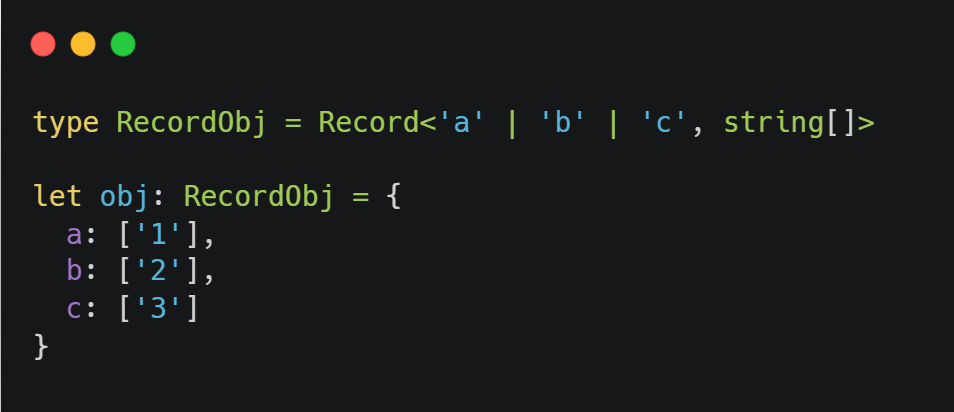 type RecordObj = Record<'a' | 'b' | 'c', string[]>
let obj: RecordObj = {
  a: ['1'],
  b: ['2'],
  c: ['3']
}